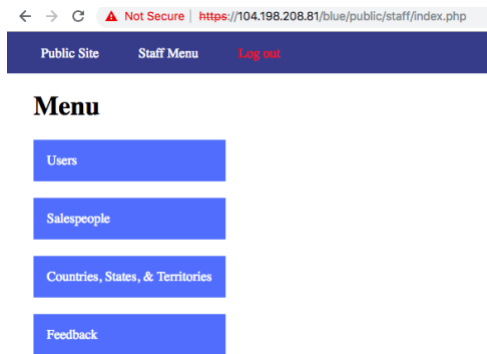 Not Secure | https://104.198.208.81/blue/public/staff/index.php
Public Site Staff Menu Log out
Menu
Users
Salespeople
Countries, States, & Territories
Feedback